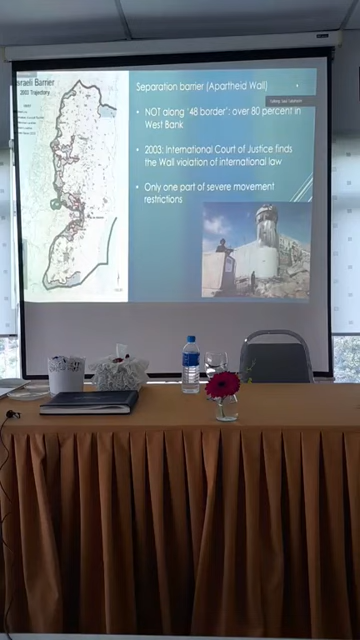 Israeli Barrier
2003 Trajectory
Separation barrier (Apartheid Wall)
• NOT along '48 border': over 80 percent in
West Bank
• 2003: International Court of Justice finds
the Wall violation of international law
• Only one part of severe movement
restrictions